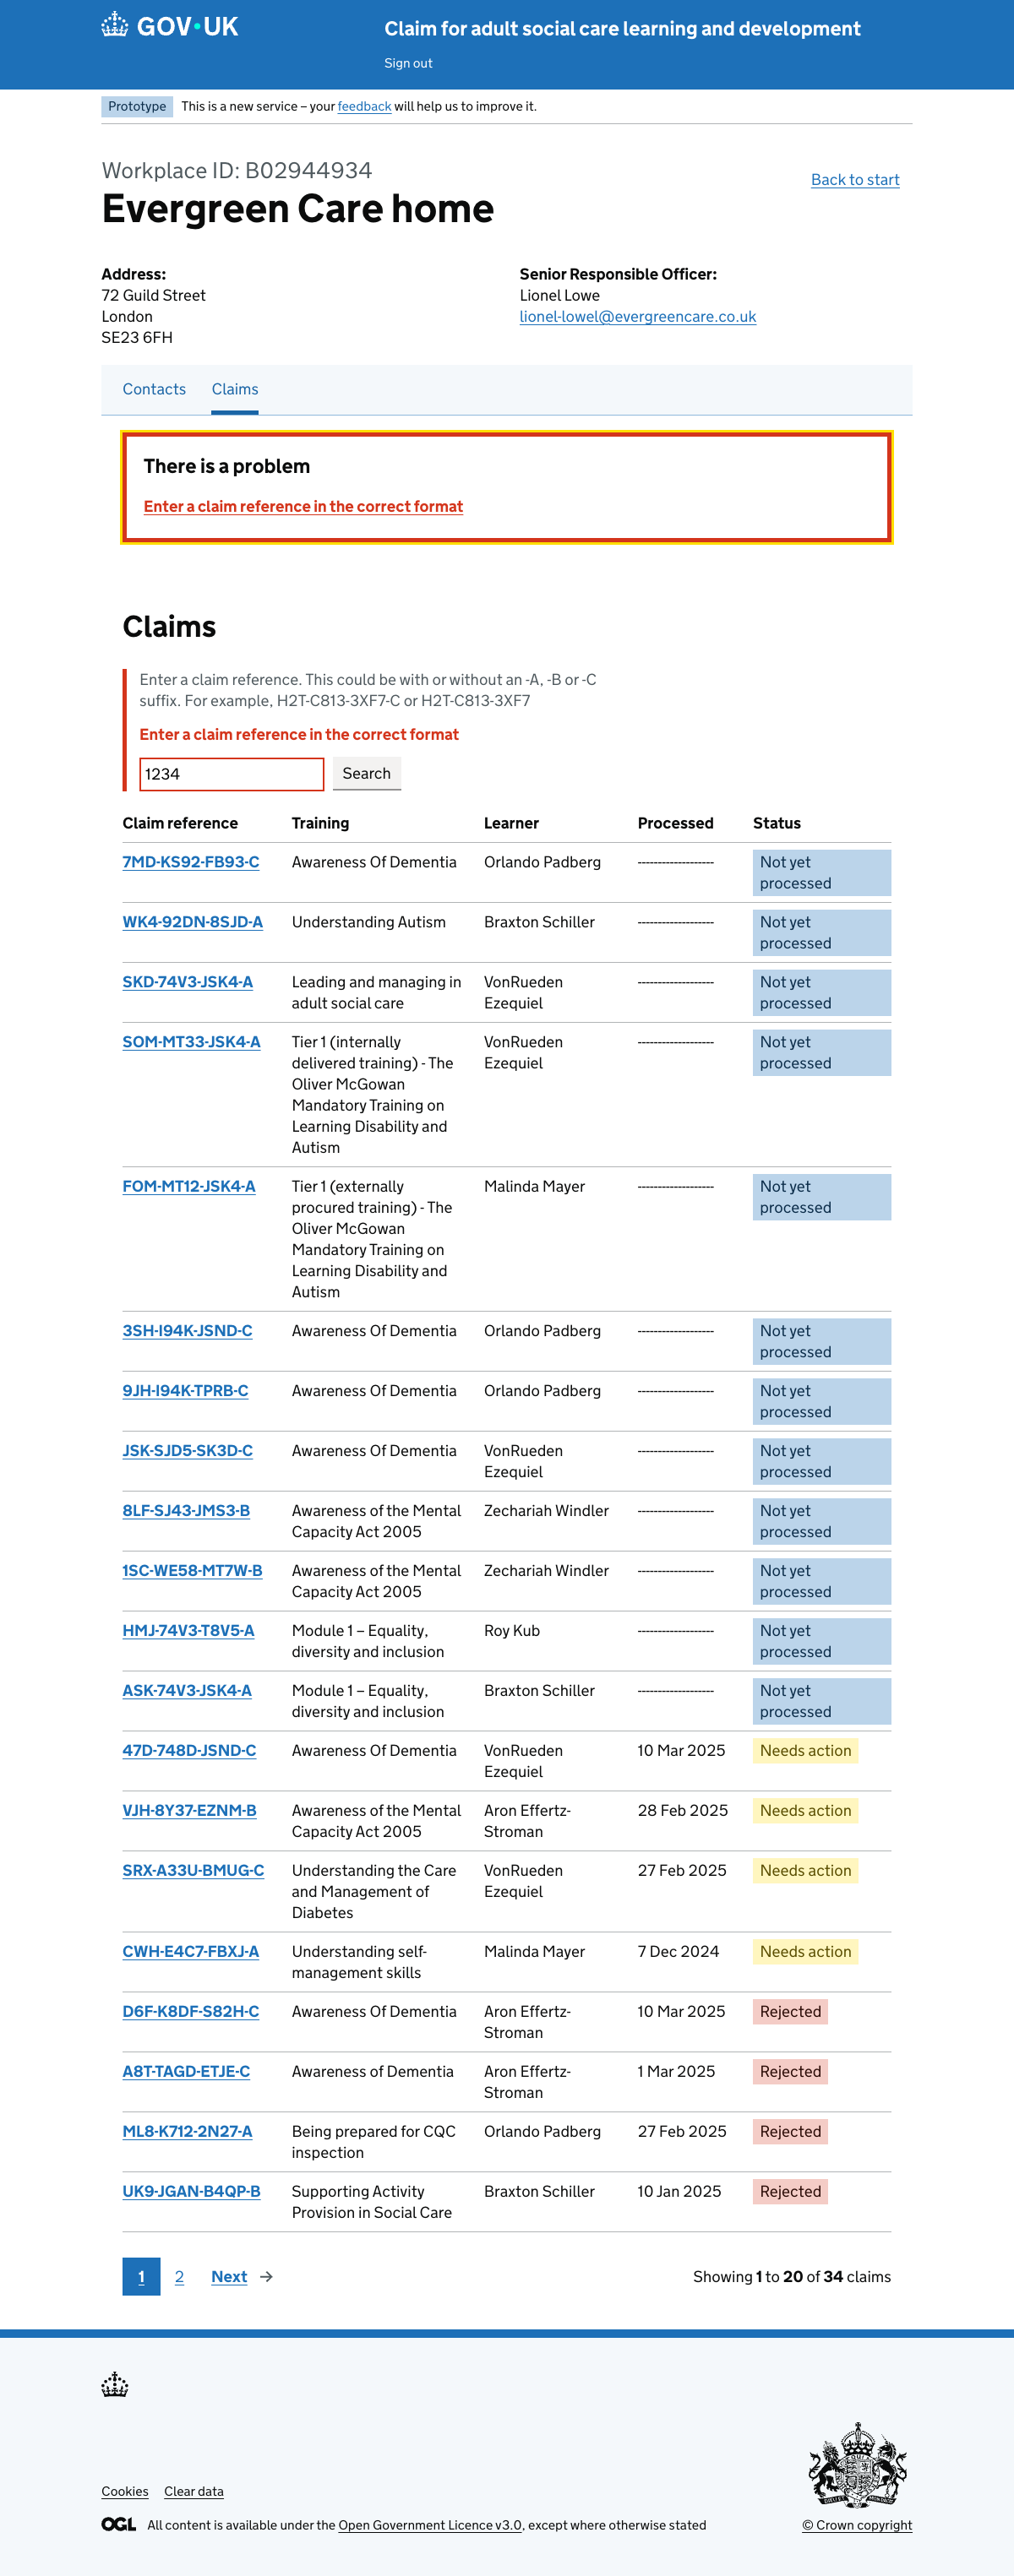 GOV·UK
Claim for adult social care learning and development
Sign out
Prototype This is a new service – your feedback will help us to improve it.
Workplace ID: B02944934
Back to start
Evergreen Care home
Address:
72 Guild Street
London
SE23 6FH
Senior Responsible Officer:
Lionel Lowe
lionel-lowel@evergreencare.co.uk
Contacts Claims
There is a problem
Enter a claim reference in the correct format
Claims
Enter a claim reference. This could be with or without an -A, -B or -C
suffix. For example, H2T-C813-3XF7-C or H2T-C813-3XF7
Enter a claim reference in the correct format
1234 Search
Claim reference Training Learner Processed Status
7MD-KS92-FB93-C Awareness Of Dementia Orlando Padberg ------------------- Not yet
processed
WK4-92DN-8SJD-A Understanding Autism Braxton Schiller ------------------- Not yet
processed
SKD-74V3-JSK4-A Leading and managing in VonRueden ------------------- Not yet
adult social care Ezequiel processed
SOM-MT33-JSK4-A Tier 1 (internally VonRueden ------------------- Not yet
delivered training) - The Ezequiel processed
Oliver McGowan
Mandatory Training on
Learning Disability and
Autism
FOM-MT12-JSK4-A Tier 1 (externally Malinda Mayer ------------------- Not yet
procured training) - The processed
Oliver McGowan
Mandatory Training on
Learning Disability and
Autism
3SH-I94K-JSND-C Awareness Of Dementia Orlando Padberg ------------------- Not yet
processed
9JH-I94K-TPRB-C Awareness Of Dementia Orlando Padberg ------------------- Not yet
processed
JSK-SJD5-SK3D-C Awareness Of Dementia VonRueden ------------------- Not yet
Ezequiel processed
8LF-SJ43-JMS3-B Awareness of the Mental Zechariah Windler ------------------- Not yet
Capacity Act 2005 processed
1SC-WE58-MT7W-B Awareness of the Mental Zechariah Windler ------------------- Not yet
Capacity Act 2005 processed
HMJ-74V3-T8V5-A Module 1 – Equality, Roy Kub ------------------- Not yet
diversity and inclusion processed
ASK-74V3-JSK4-A Module 1 – Equality, Braxton Schiller ------------------- Not yet
diversity and inclusion processed
47D-748D-JSND-C Awareness Of Dementia VonRueden 10 Mar 2025 Needs action
Ezequiel
VJH-8Y37-EZNM-B Awareness of the Mental Aron Effertz- 28 Feb 2025 Needs action
Capacity Act 2005 Stroman
SRX-A33U-BMUG-C Understanding the Care VonRueden 27 Feb 2025 Needs action
and Management of Ezequiel
Diabetes
CWH-E4C7-FBXJ-A Understanding self- Malinda Mayer 7 Dec 2024 Needs action
management skills
D6F-K8DF-S82H-C Awareness Of Dementia Aron Effertz- 10 Mar 2025 Rejected
Stroman
A8T-TAGD-ETJE-C Awareness of Dementia Aron Effertz- 1 Mar 2025 Rejected
Stroman
ML8-K712-2N27-A Being prepared for CQC Orlando Padberg 27 Feb 2025 Rejected
inspection
UK9-JGAN-B4QP-B Supporting Activity Braxton Schiller 10 Jan 2025 Rejected
Provision in Social Care
1 2 Next → Showing 1 to 20 of 34 claims
Cookies Clear data
OGL All content is available under the Open Government Licence v3.0, except where otherwise stated
© Crown copyright